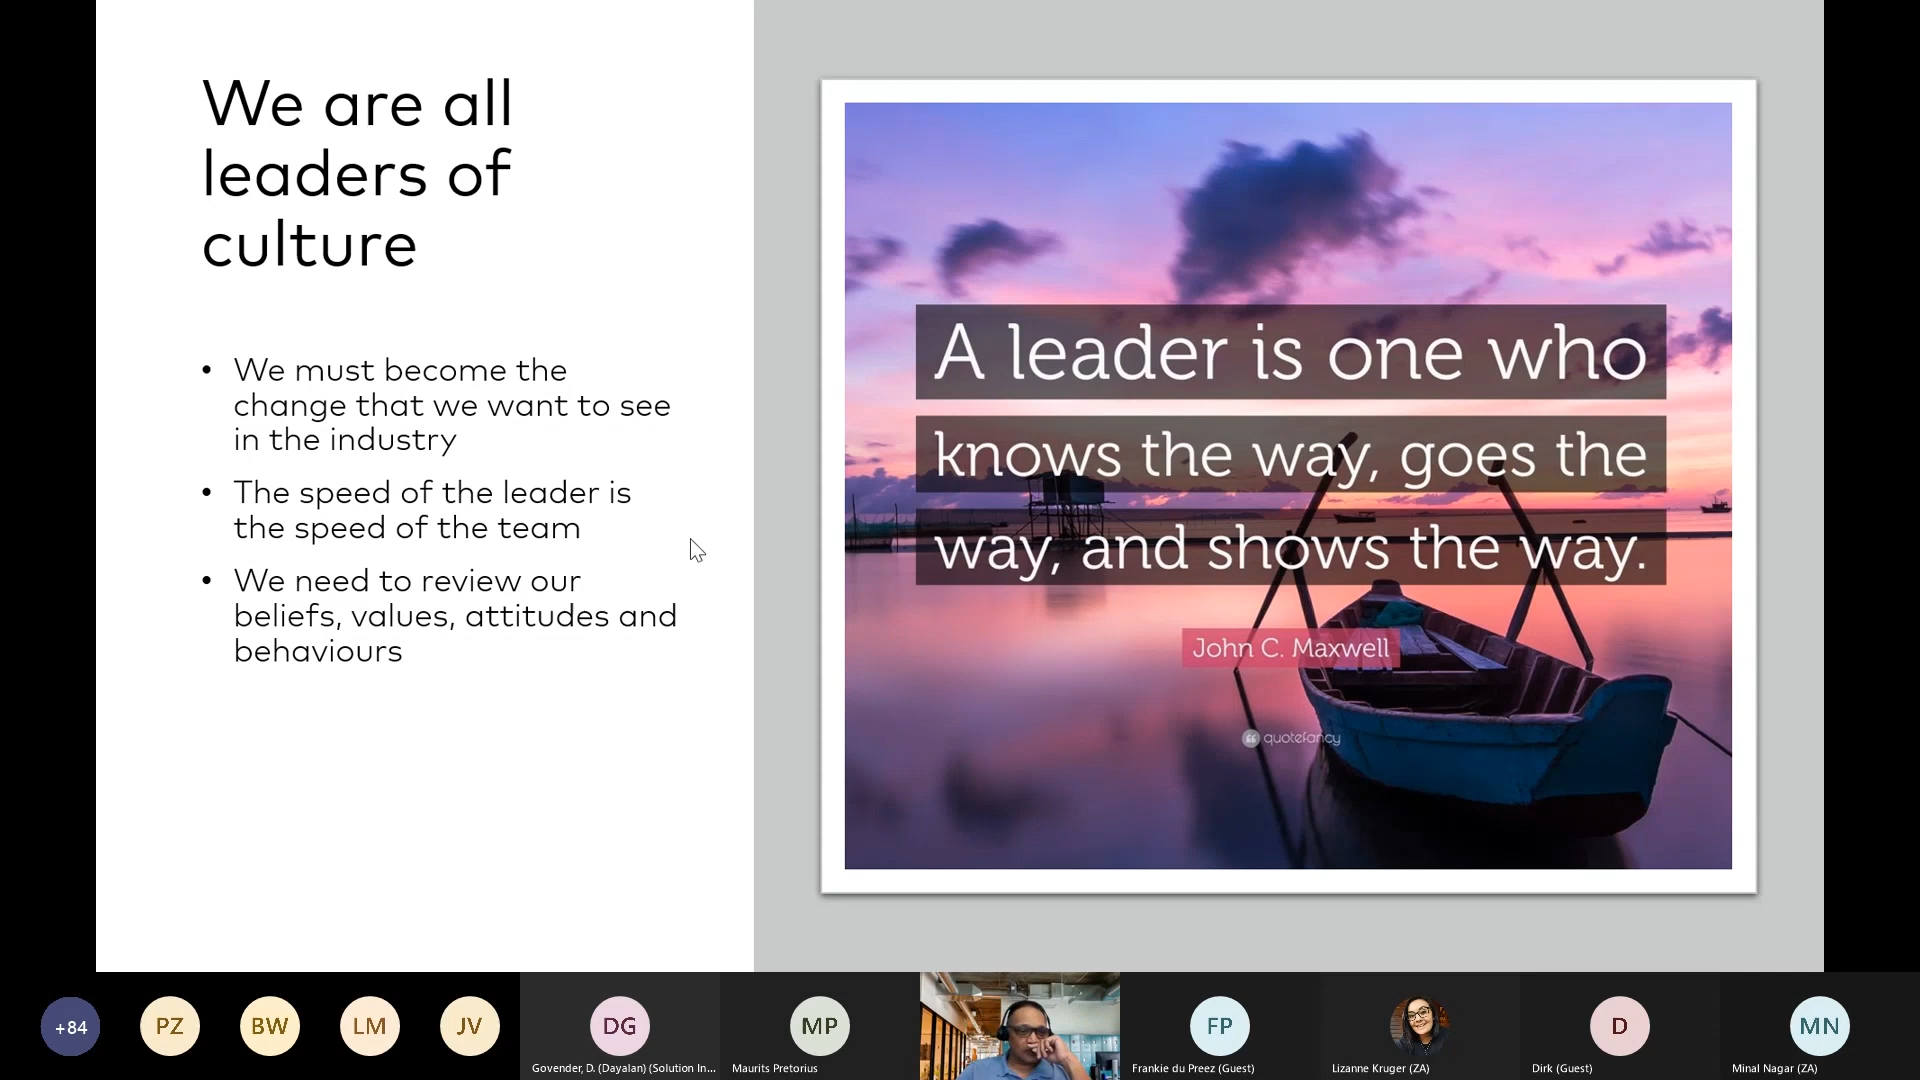 We are all
leaders of
culture
• We must become the
change that we want to see
in the industry
• The speed of the leader is
the speed of the team
• We need to review our
beliefs, values, attitudes and
behaviours
A leader is one who
knows the way, goes the
way, and shows the way.
John C. Maxwell
quotefancy
+84
PZ
BW
LM
JV
DG
Govender, D. (Dayalan) (Solution In...
MP
Maurits Pretorius
FP
Frankie du Preez (Guest)
Lizanne Kruger (ZA)
D
Dirk (Guest)
MN
Minal Nagar (ZA)